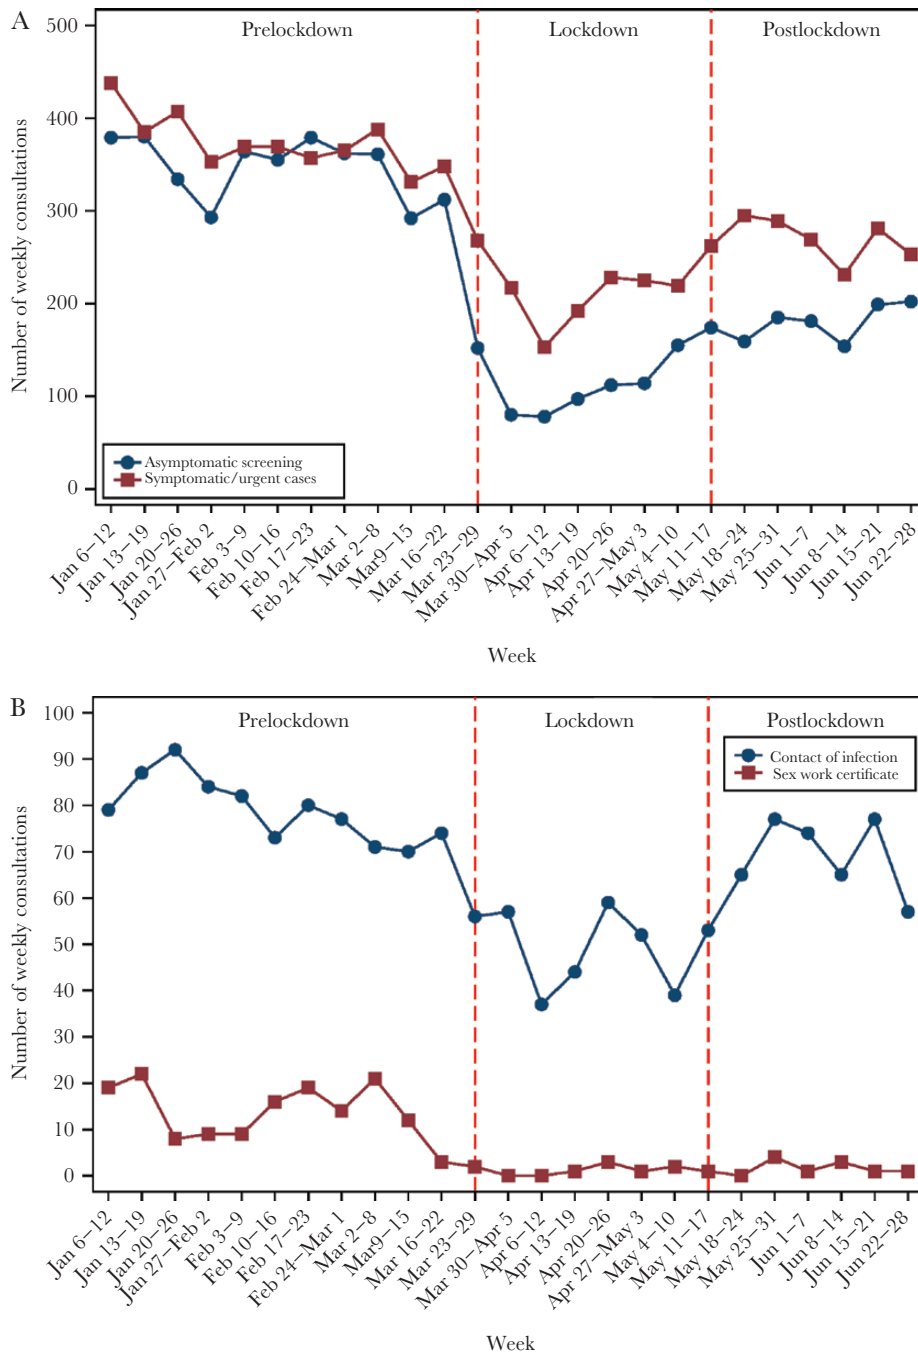 A
Prelockdown
Lockdown
Postlockdown
500
400
300
200
100
0
Number of weekly consultations
Asymptomatic screening
Symptomatic/urgent cases
Jan 6–12
Jan 13–19
Jan 20–26
Jan 27–Feb 2
Feb 3–9
Feb 10–16
Feb 17–23
Feb 24–Mar 1
Mar 2–8
Mar9–15
Mar 16–22
Mar 23–29
Mar 30–Apr 5
Apr 6–12
Apr 13–19
Apr 20–26
Apr 27–May 3
May 4–10
May 11–17
May 18–24
May 25–31
Jun 1–7
Jun 8–14
Jun 15–21
Jun 22–28
Week
B
Prelockdown
Lockdown
Postlockdown
100
90
80
70
60
50
40
30
20
10
0
Number of weekly consultations
Contact of infection
Sex work certificate
Jan 6–12
Jan 13–19
Jan 20–26
Jan 27–Feb 2
Feb 3–9
Feb 10–16
Feb 17–23
Feb 24–Mar 1
Mar 2–8
Mar9–15
Mar 16–22
Mar 23–29
Mar 30–Apr 5
Apr 6–12
Apr 13–19
Apr 20–26
Apr 27–May 3
May 4–10
May 11–17
May 18–24
May 25–31
Jun 1–7
Jun 8–14
Jun 15–21
Jun 22–28
Week